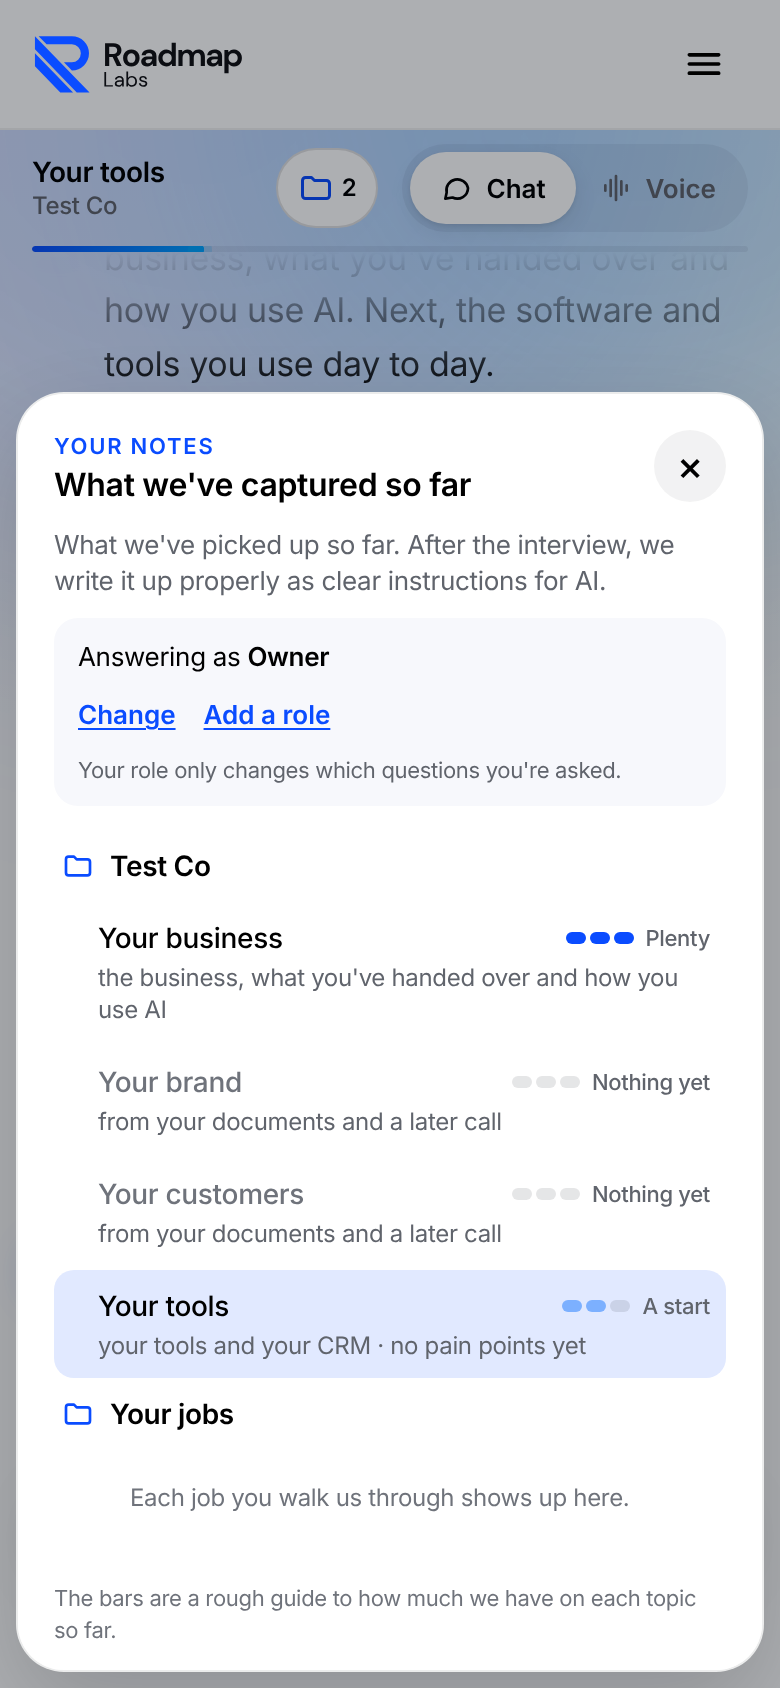 Roadmap
Labs
Your tools
Test Co
2
Chat
Voice
business, what you've handed over and
how you use AI. Next, the software and
tools you use day to day.
YOUR NOTES
What we've captured so far
What we've picked up so far. After the interview, we
write it up properly as clear instructions for AI.
Answering as Owner
Change Add a role
Your role only changes which questions you're asked.
Test Co
Your business Plenty
the business, what you've handed over and how you
use AI
Your brand Nothing yet
from your documents and a later call
Your customers Nothing yet
from your documents and a later call
Your tools A start
your tools and your CRM · no pain points yet
Your jobs
Each job you walk us through shows up here.
The bars are a rough guide to how much we have on each topic
so far.